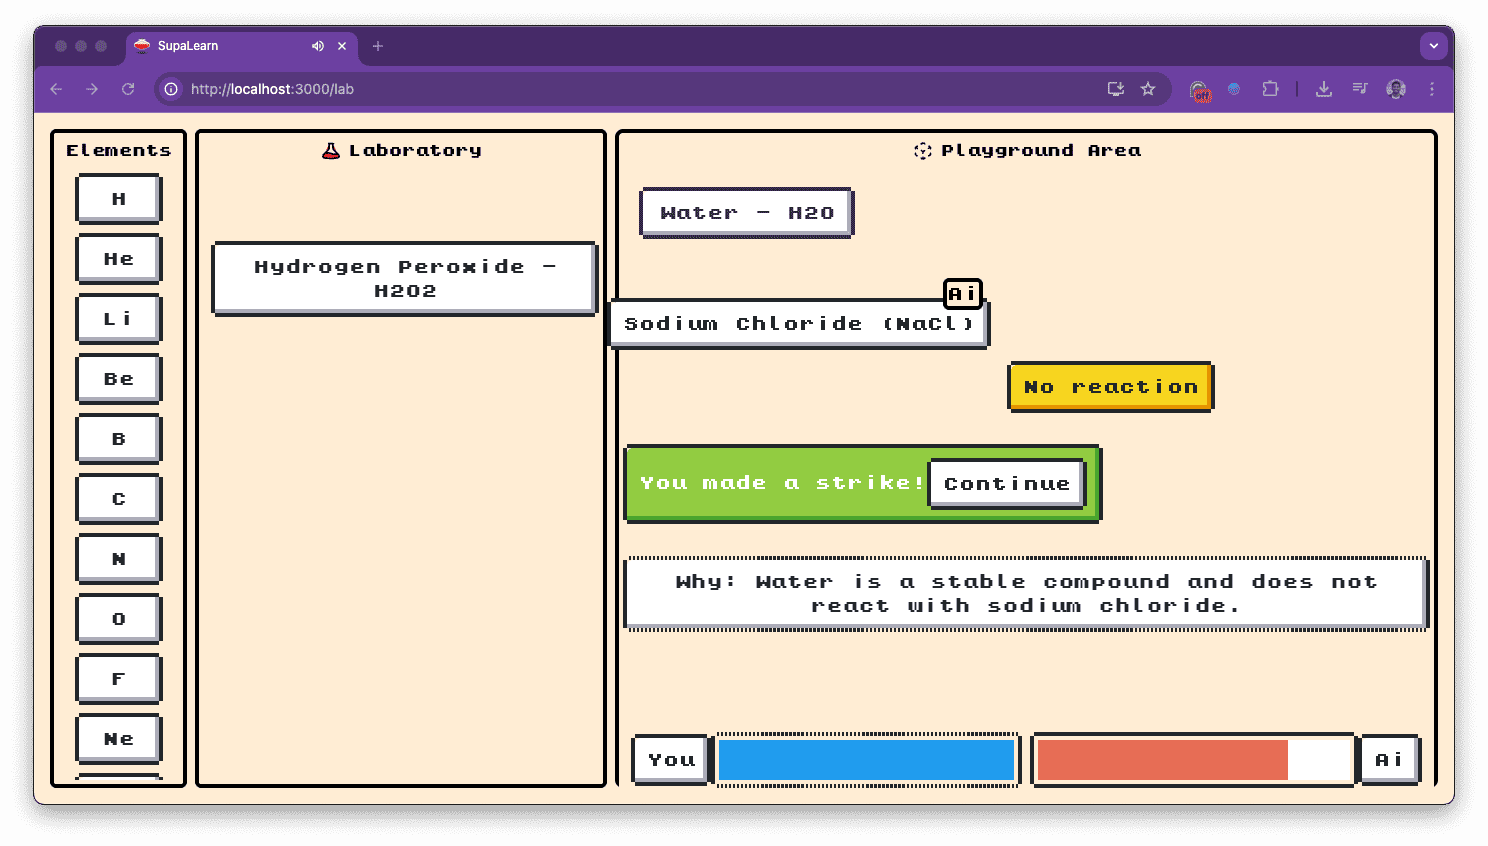 SupaLearn
http://localhost:3000/lab
off
Elements
H
He
Li
Be
B
C
N
O
F
Ne
Laboratory
Hydrogen Peroxide -
H2O2
Playground Area
Water - H2O
Ai
Sodium Chloride (NaCl)
No reaction
You made a strike!
Continue
Why: Water is a stable compound and does not
react with sodium chloride.
You
Ai